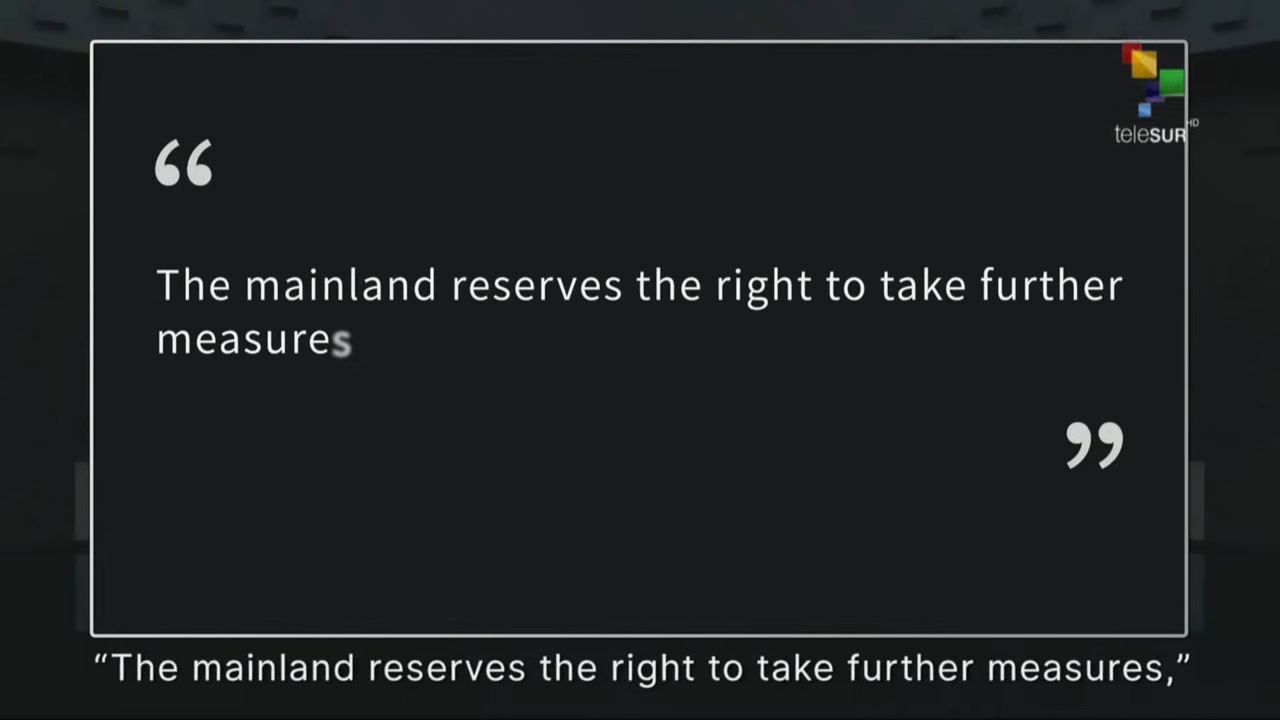 teleSUR HD
“
The mainland reserves the right to take further
measures
”
“The mainland reserves the right to take further measures,”